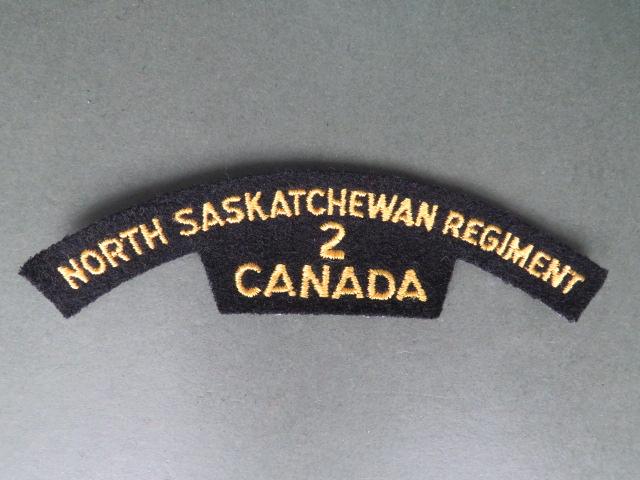 NORTH SASKATCHEWAN REGIMENT
2
CANADA